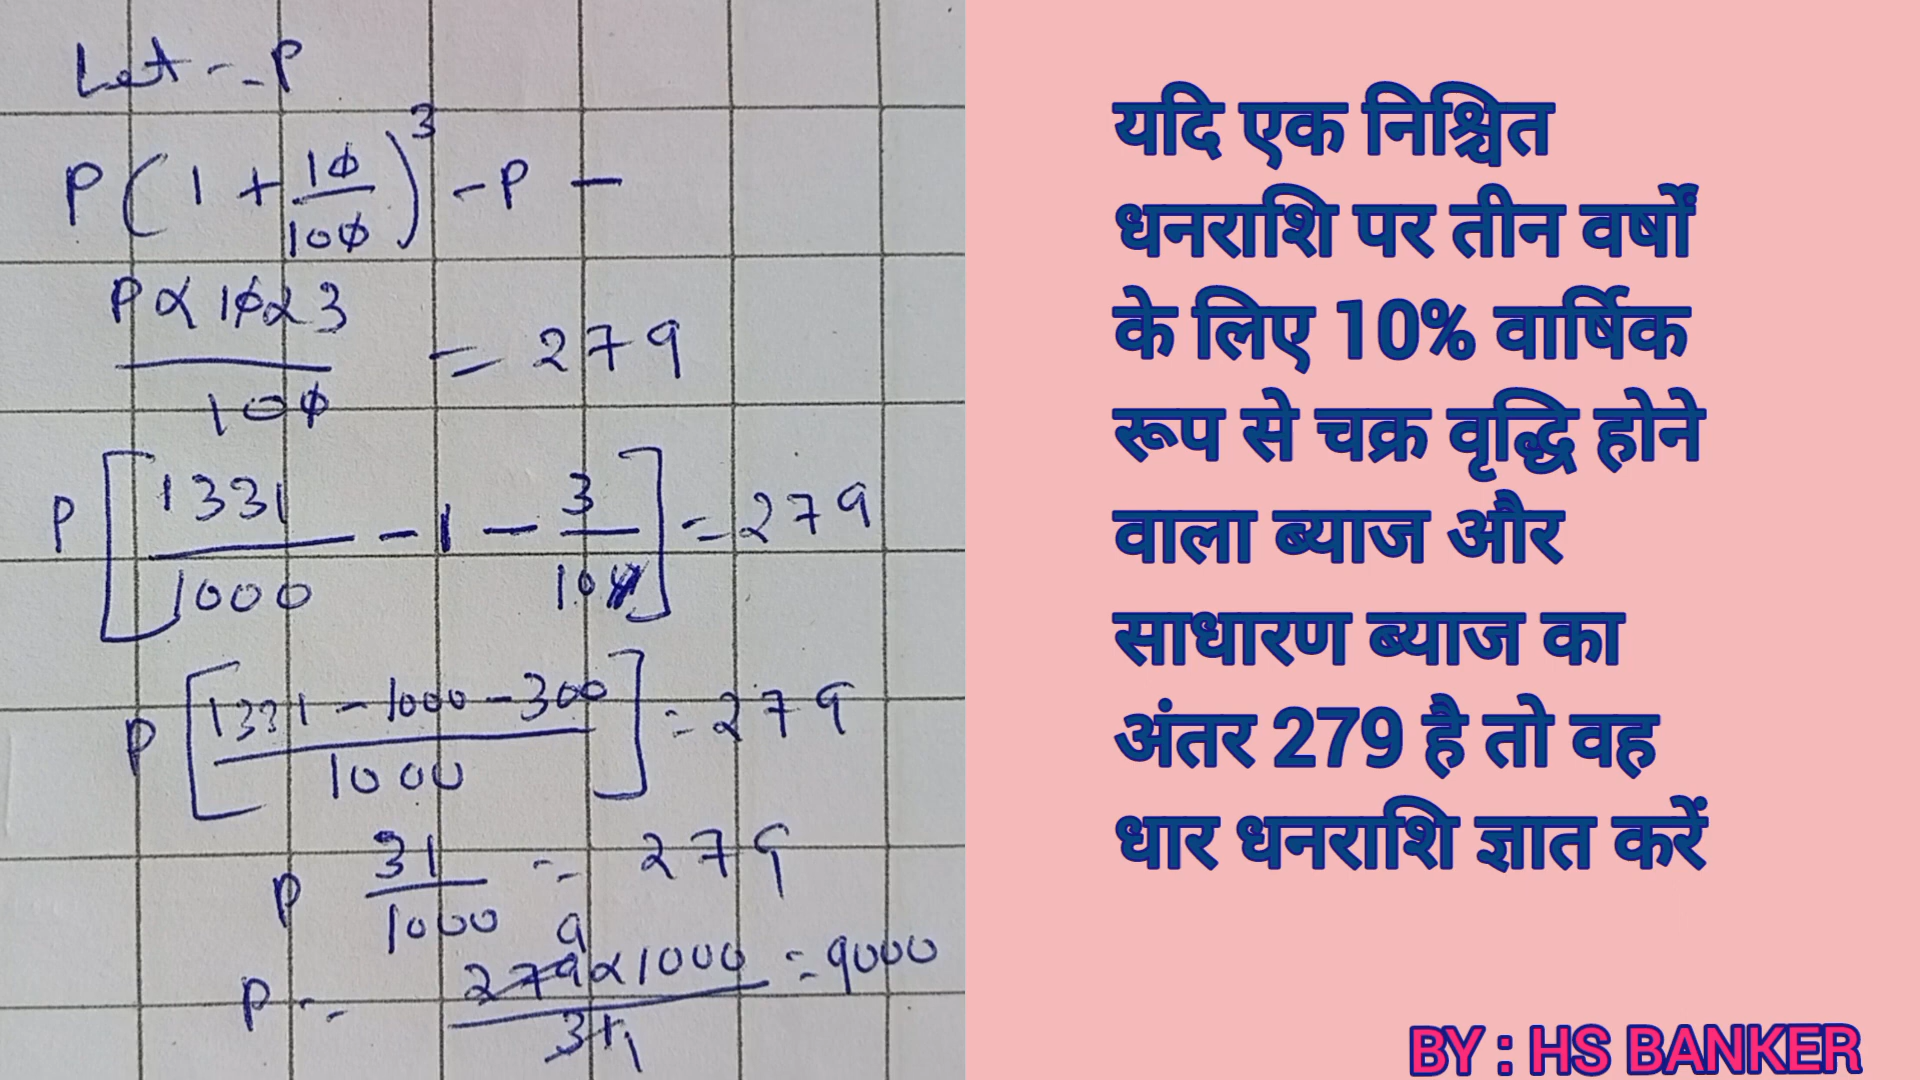 Let -- P
P(1 + 10/100)^3 - P -
P × 10 × 3 / 100 = 279
P[1331/1000 - 1 - 3/10] = 279
P[1331 - 1000 - 300 / 1000] = 279
P 31/1000 = 279
9
P = 279 × 1000 / 31 = 9000
1
यदि एक निश्चित
धनराशि पर तीन वर्षों
के लिए 10% वार्षिक
रूप से चक्र वृद्धि होने
वाला ब्याज और
साधारण ब्याज का
अंतर 279 है तो वह
धार धनराशि ज्ञात करें
BY : HS BANKER